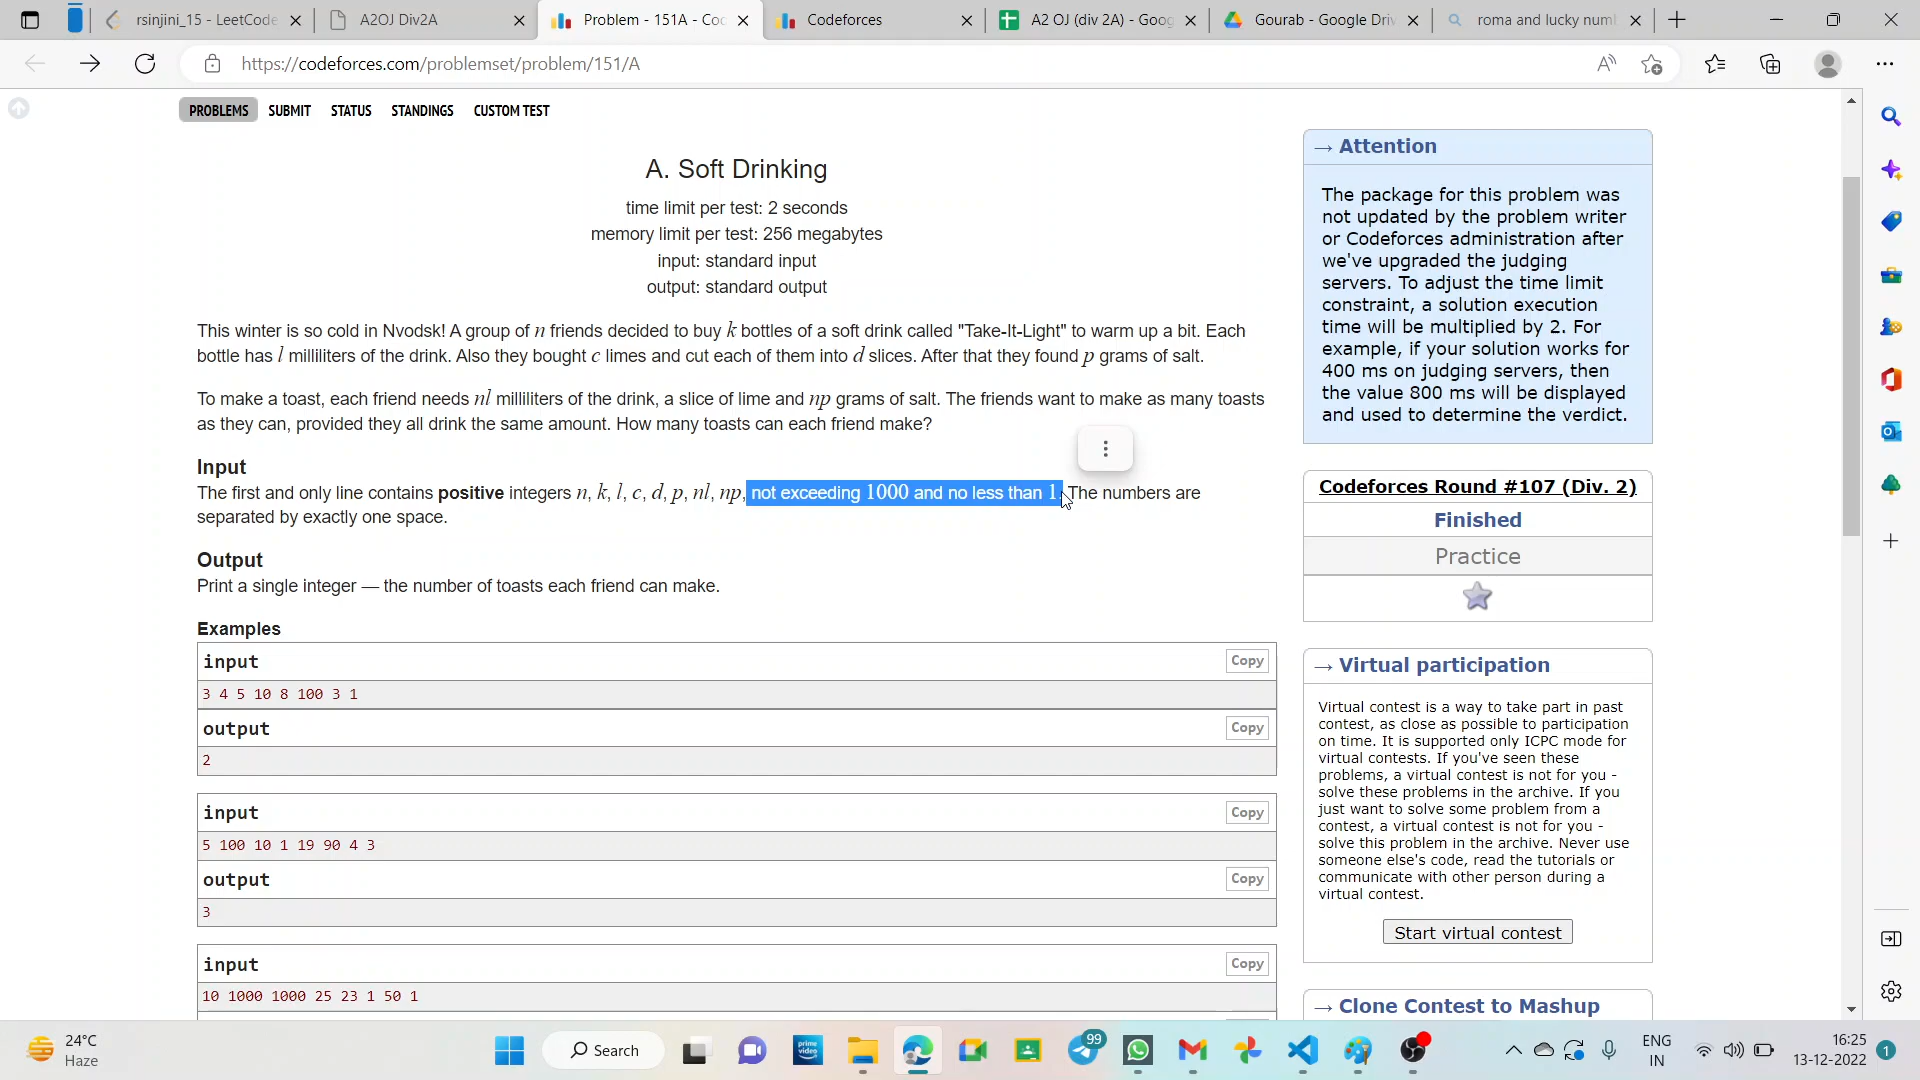 rsinjini_15 - LeetCode
A2OJ Div2A
Problem - 151A - Coc
Codeforces
A2 OJ (div 2A) - Goog
Gourab - Google Driv
roma and lucky num
https://codeforces.com/problemset/problem/151/A
PROBLEMS SUBMIT STATUS STANDINGS CUSTOM TEST
A. Soft Drinking
time limit per test: 2 seconds
memory limit per test: 256 megabytes
input: standard input
output: standard output
This winter is so cold in Nvodsk! A group of n friends decided to buy k bottles of a soft drink called "Take-It-Light" to warm up a bit. Each
bottle has l milliliters of the drink. Also they bought c limes and cut each of them into d slices. After that they found p grams of salt.
To make a toast, each friend needs nl milliliters of the drink, a slice of lime and np grams of salt. The friends want to make as many toasts
as they can, provided they all drink the same amount. How many toasts can each friend make?
Input
The first and only line contains positive integers n, k, l, c, d, p, nl, np, not exceeding 1000 and no less than 1. The numbers are
separated by exactly one space.
Output
Print a single integer — the number of toasts each friend can make.
Examples
input
Copy
3 4 5 10 8 100 3 1
output
Copy
2
input
Copy
5 100 10 1 19 90 4 3
output
Copy
3
input
Copy
10 1000 1000 25 23 1 50 1
→ Attention
The package for this problem was
not updated by the problem writer
or Codeforces administration after
we've upgraded the judging
servers. To adjust the time limit
constraint, a solution execution
time will be multiplied by 2. For
example, if your solution works for
400 ms on judging servers, then
the value 800 ms will be displayed
and used to determine the verdict.
Codeforces Round #107 (Div. 2)
Finished
Practice
→ Virtual participation
Virtual contest is a way to take part in past
contest, as close as possible to participation
on time. It is supported only ICPC mode for
virtual contests. If you've seen these
problems, a virtual contest is not for you -
solve these problems in the archive. If you
just want to solve some problem from a
contest, a virtual contest is not for you -
solve this problem in the archive. Never use
someone else's code, read the tutorials or
communicate with other person during a
virtual contest.
Start virtual contest
→ Clone Contest to Mashup
24°C
Haze
Search
prime video
99
ENG
IN
16:25
13-12-2022
1